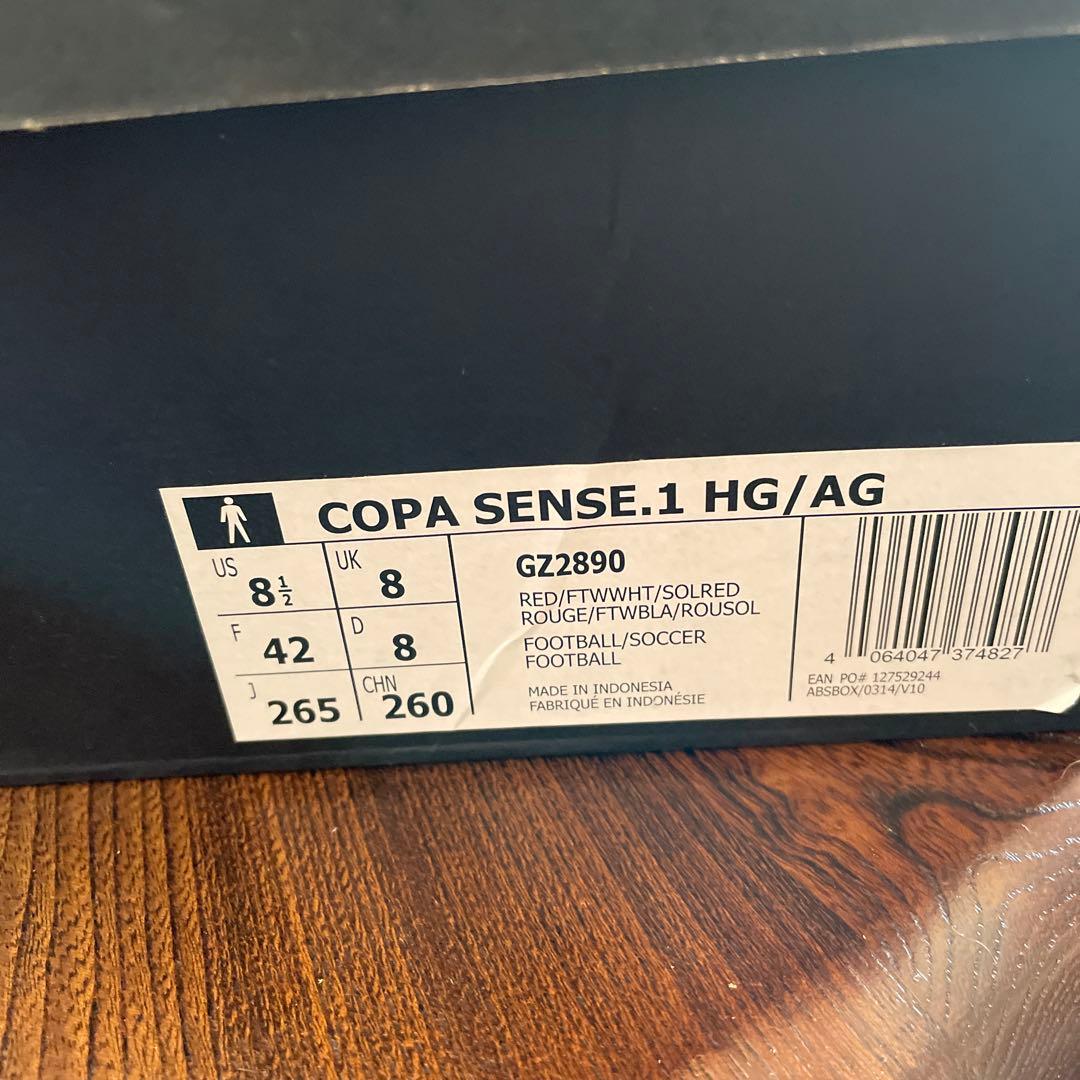 COPA SENSE.1 HG/AG
US 8½ UK 8
F 42 D 8
J 265 CHN 260
GZ2890
RED/FTWWHT/SOLRED
ROUGE/FTWBLA/ROUSOL
FOOTBALL/SOCCER
FOOTBALL
MADE IN INDONESIA
FABRIQUÉ EN INDONÉSIE
4 064047 374827
EAN PO# 127529244
ABSBOX/0314/V10